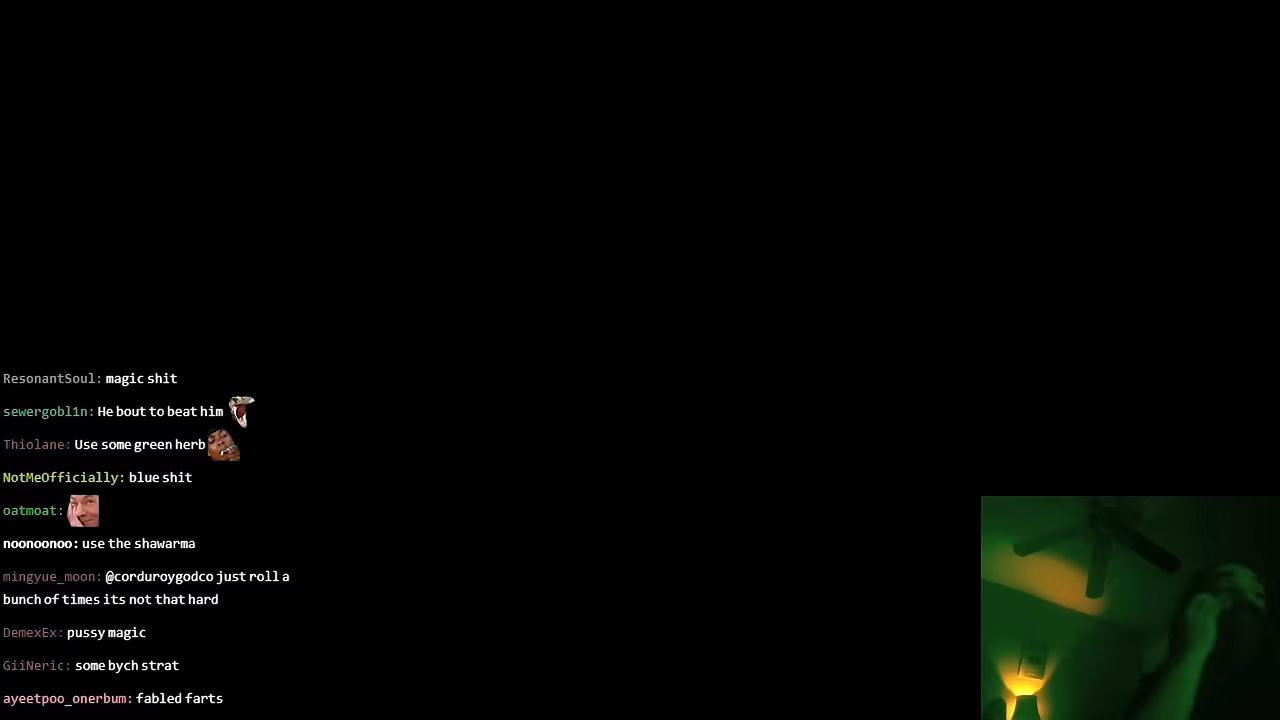 ResonantSoul: magic shit
sewergobl1n: He bout to beat him
Thiolane: Use some green herb
NotMeOfficially: blue shit
oatmoat:
noonoonoo: use the shawarma
mingyue_moon: @corduroygodco just roll a
bunch of times its not that hard
DemexEx: pussy magic
GiiNeric: some bych strat
ayeetpoo_onerbum: fabled farts